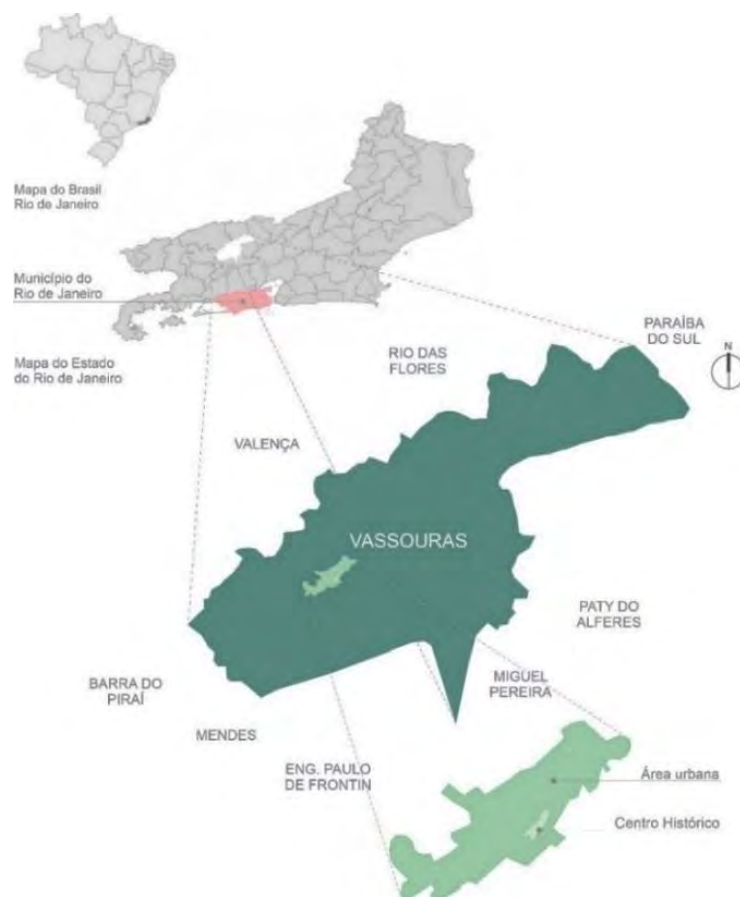 Mapa do Brasil
Rio de Janeiro
Município do
Rio de Janeiro
Mapa do Estado
do Rio de Janeiro
PARAÍBA
DO SUL
N
RIO DAS
FLORES
VALENÇA
VASSOURAS
PATY DO
ALFERES
BARRA DO
PIRAÍ
MIGUEL
PEREIRA
MENDES
ENG. PAULO
DE FRONTIN
Área urbana
Centro Histórico